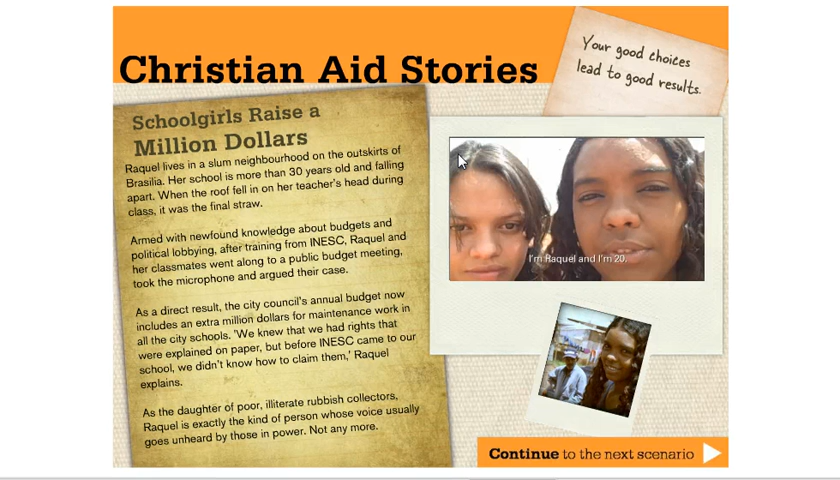 Christian Aid Stories
Your good choices
lead to good results.
Schoolgirls Raise a
Million Dollars
Raquel lives in a slum neighbourhood on the outskirts of
Brasilia. Her school is more than 30 years old and falling
apart. When the roof fell in on her teacher's head during
class, it was the final straw.
Armed with newfound knowledge about budgets and
political lobbying, after training from INESC, Raquel and
her classmates went along to a public budget meeting,
took the microphone and argued their case.
As a direct result, the city council's annual budget now
includes an extra million dollars for maintenance work in
all the city schools. 'We knew that we had rights that
were explained on paper, but before INESC came to our
school, we didn't know how to claim them,' Raquel
explains.
As the daughter of poor, illiterate rubbish collectors,
Raquel is exactly the kind of person whose voice usually
goes unheard by those in power. Not any more.
I'm Raquel and I'm 20.
Continue to the next scenario